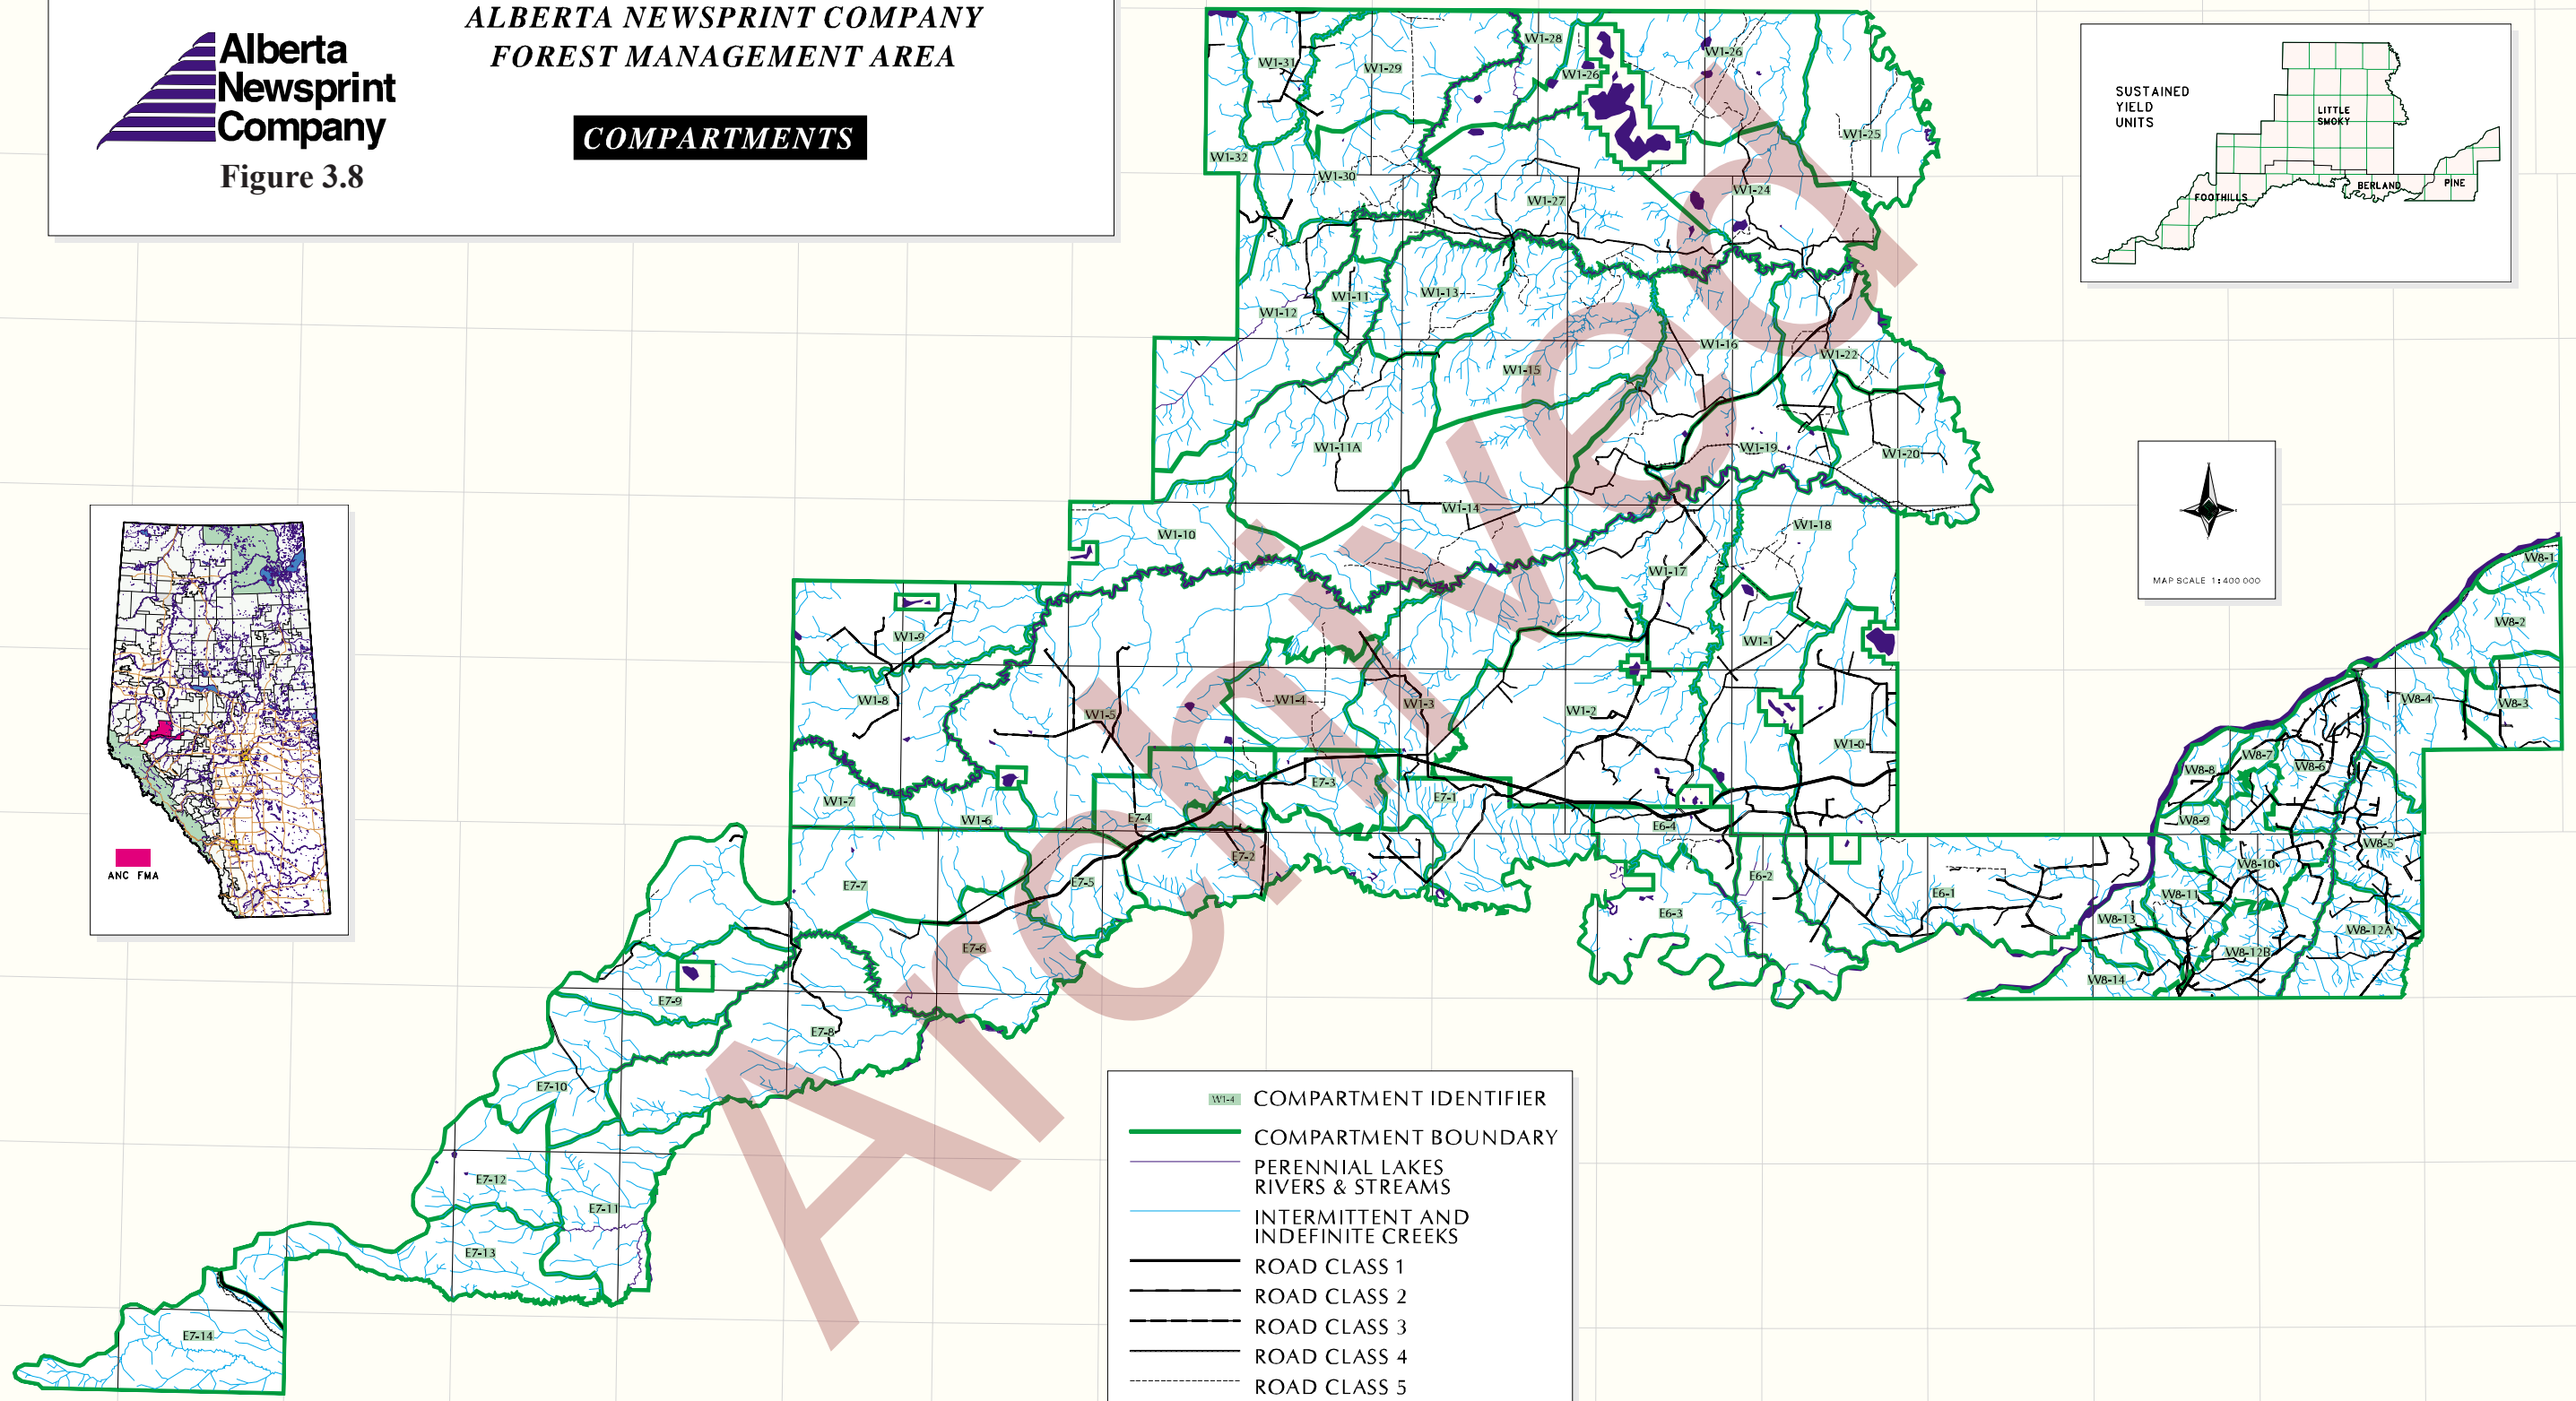 ALBERTA NEWSPRINT COMPANY
FOREST MANAGEMENT AREA
Alberta
Newsprint
Company
COMPARTMENTS
Figure 3.8
SUSTAINED
YIELD
UNITS
LITTLE
SMOKY
BERLAND
PINE
FOOTHILLS
MAP SCALE 1:400 000
ANC FMA
W1-28
W1-26
W1-31
W1-29
W1-26
W1-25
W1-32
W1-30
W1-24
W1-27
W1-11
W1-13
W1-12
W1-16
W1-22
W1-15
W1-11A
W1-19
W1-20
W1-14
W1-18
W1-10
W1-17
W1-9
W1-1
W1-8
W1-5
W1-4
W1-3
W1-2
W1-0
W1-7
W1-6
E7-3
E7-1
E7-4
E6-4
E7-2
E7-5
E7-7
E6-2
E6-1
E6-3
E7-6
E7-9
E7-8
E7-10
E7-12
E7-11
E7-13
E7-14
W8-1
W8-2
W8-4
W8-3
W8-7
W8-8
W8-6
W8-9
W8-5
W8-10
W8-11
W8-13
W8-12A
W8-12B
W8-14
Archived
W1-4 COMPARTMENT IDENTIFIER
COMPARTMENT BOUNDARY
PERENNIAL LAKES
RIVERS & STREAMS
INTERMITTENT AND
INDEFINITE CREEKS
ROAD CLASS 1
ROAD CLASS 2
ROAD CLASS 3
ROAD CLASS 4
ROAD CLASS 5